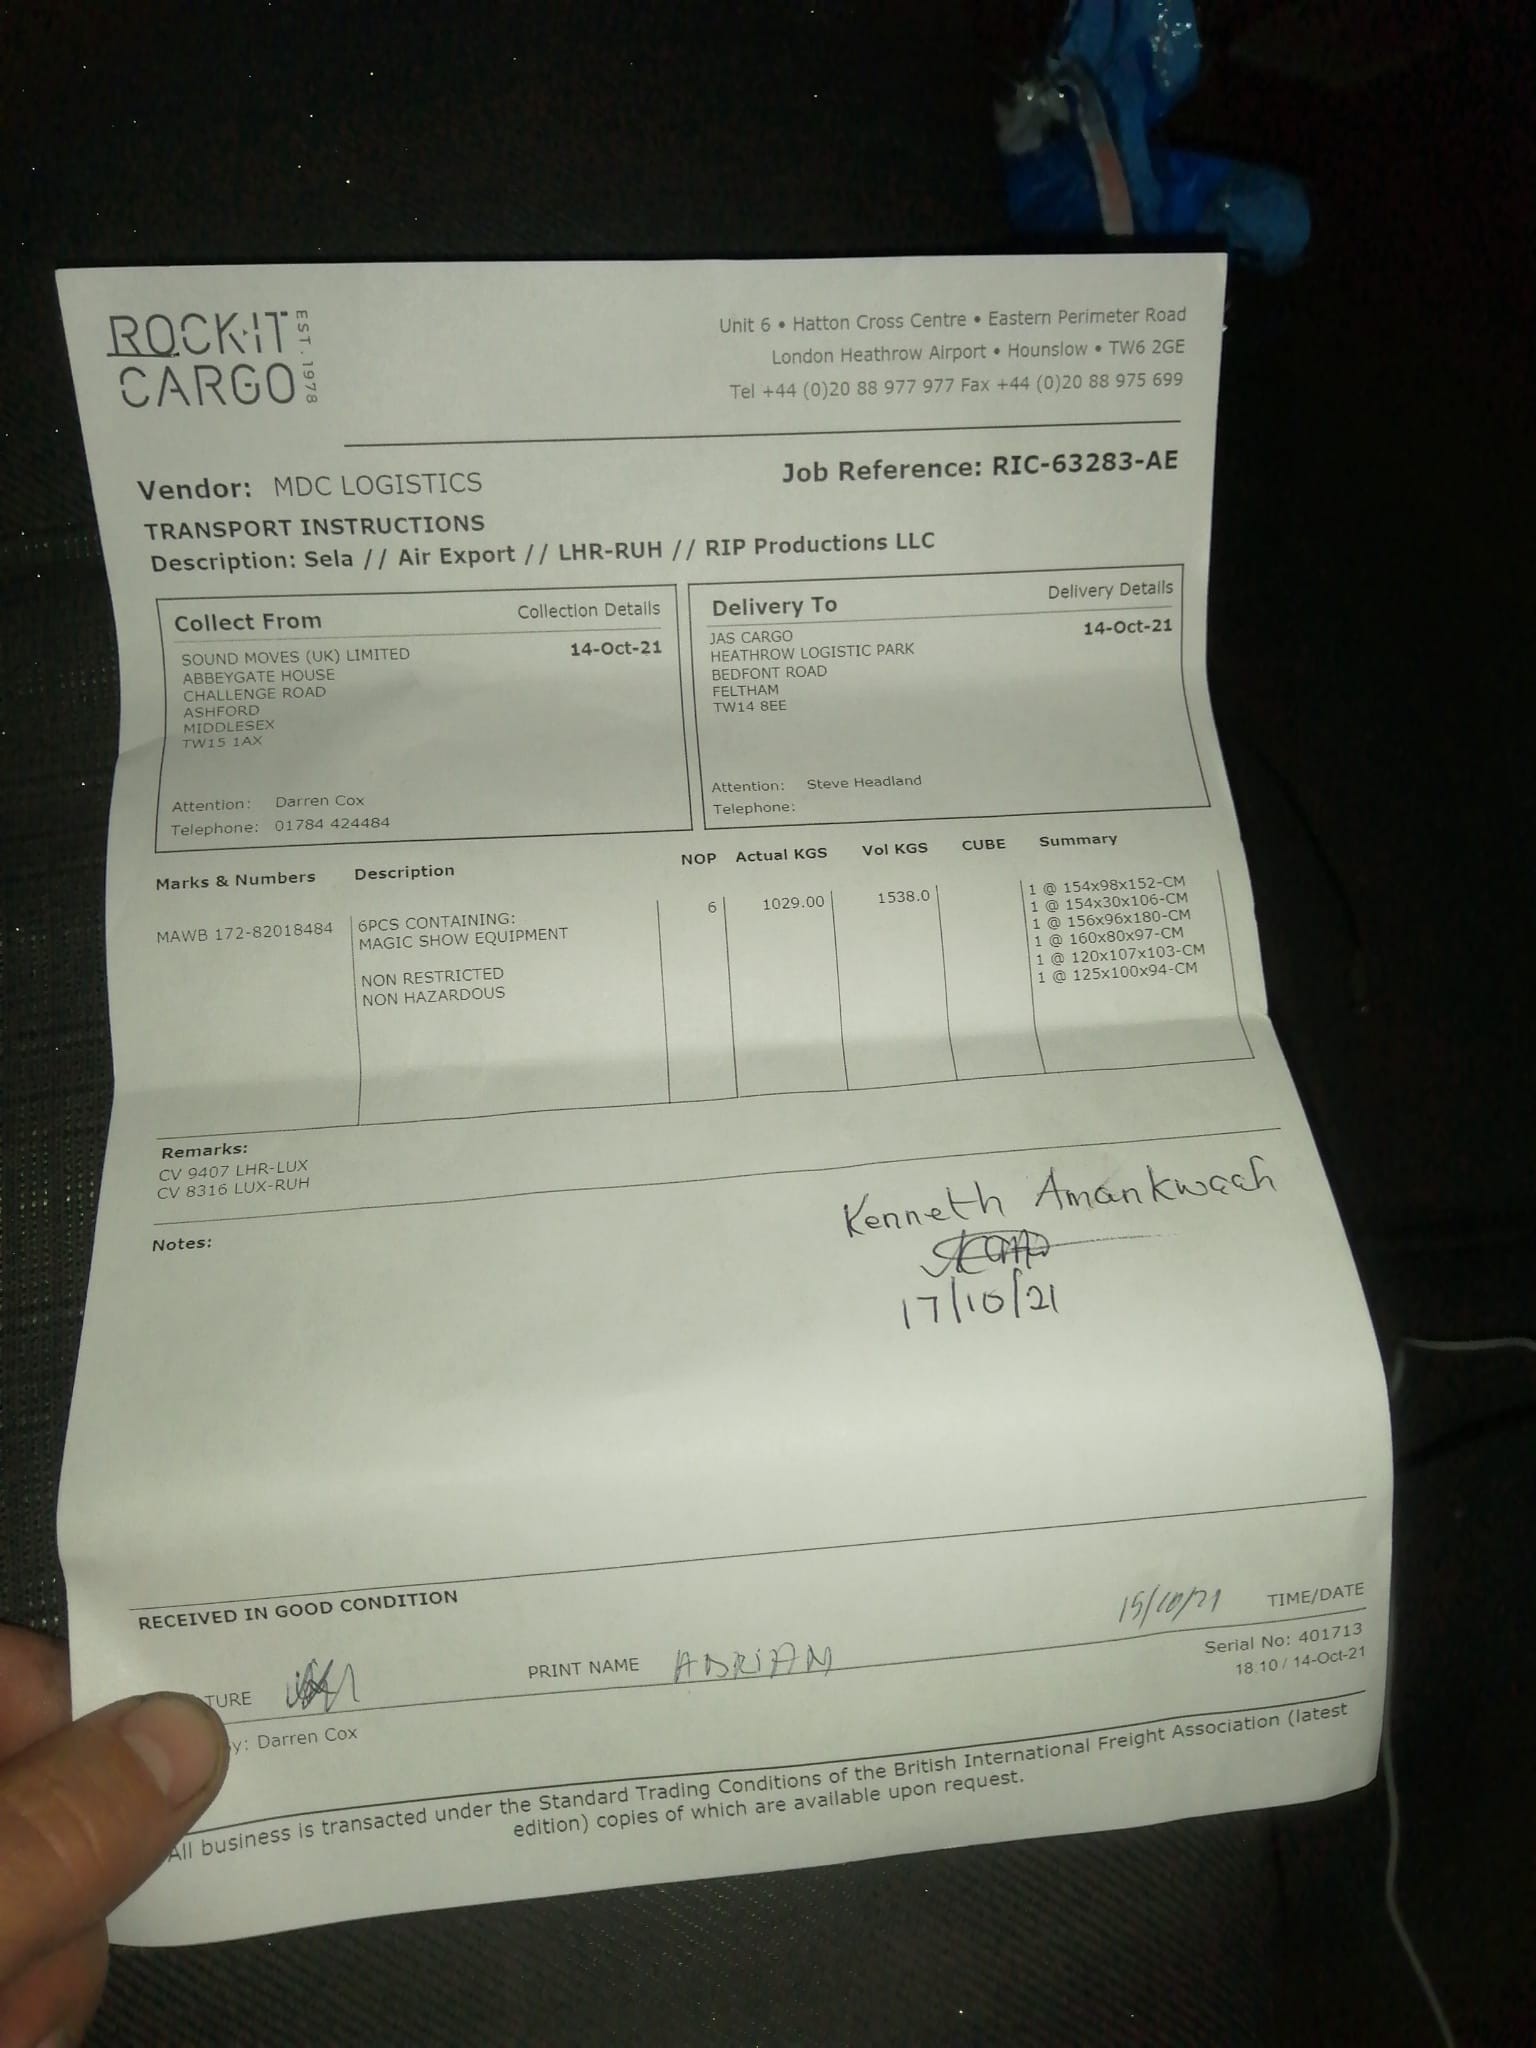 ROCK-IT
CARGO
EST. 1978
Unit 6 • Hatton Cross Centre • Eastern Perimeter Road
London Heathrow Airport • Hounslow • TW6 2GE
Tel +44 (0)20 88 977 977 Fax +44 (0)20 88 975 699
Vendor: MDC LOGISTICS
Job Reference: RIC-63283-AE
TRANSPORT INSTRUCTIONS
Description: Sela // Air Export // LHR-RUH // RIP Productions LLC
Collect From Collection Details
14-Oct-21
SOUND MOVES (UK) LIMITED
ABBEYGATE HOUSE
CHALLENGE ROAD
ASHFORD
MIDDLESEX
TW15 1AX
Attention: Darren Cox
Telephone: 01784 424484
Delivery To Delivery Details
14-Oct-21
JAS CARGO
HEATHROW LOGISTIC PARK
BEDFONT ROAD
FELTHAM
TW14 8EE
Attention: Steve Headland
Telephone:
Marks & Numbers Description NOP Actual KGS Vol KGS CUBE Summary
MAWB 172-82018484 6PCS CONTAINING: 6 1029.00 1538.0 1 @ 154x98x152-CM
MAGIC SHOW EQUIPMENT 1 @ 154x30x106-CM
1 @ 156x96x180-CM
NON RESTRICTED 1 @ 160x80x97-CM
NON HAZARDOUS 1 @ 120x107x103-CM
1 @ 125x100x94-CM
Remarks:
CV 9407 LHR-LUX
CV 8316 LUX-RUH
Notes:
Kenneth Amankwaah
17/10/21
RECEIVED IN GOOD CONDITION
TURE PRINT NAME ADRIAN 15/10/21 TIME/DATE
Serial No: 401713
18:10 / 14-Oct-21
y: Darren Cox
All business is transacted under the Standard Trading Conditions of the British International Freight Association (latest
edition) copies of which are available upon request.